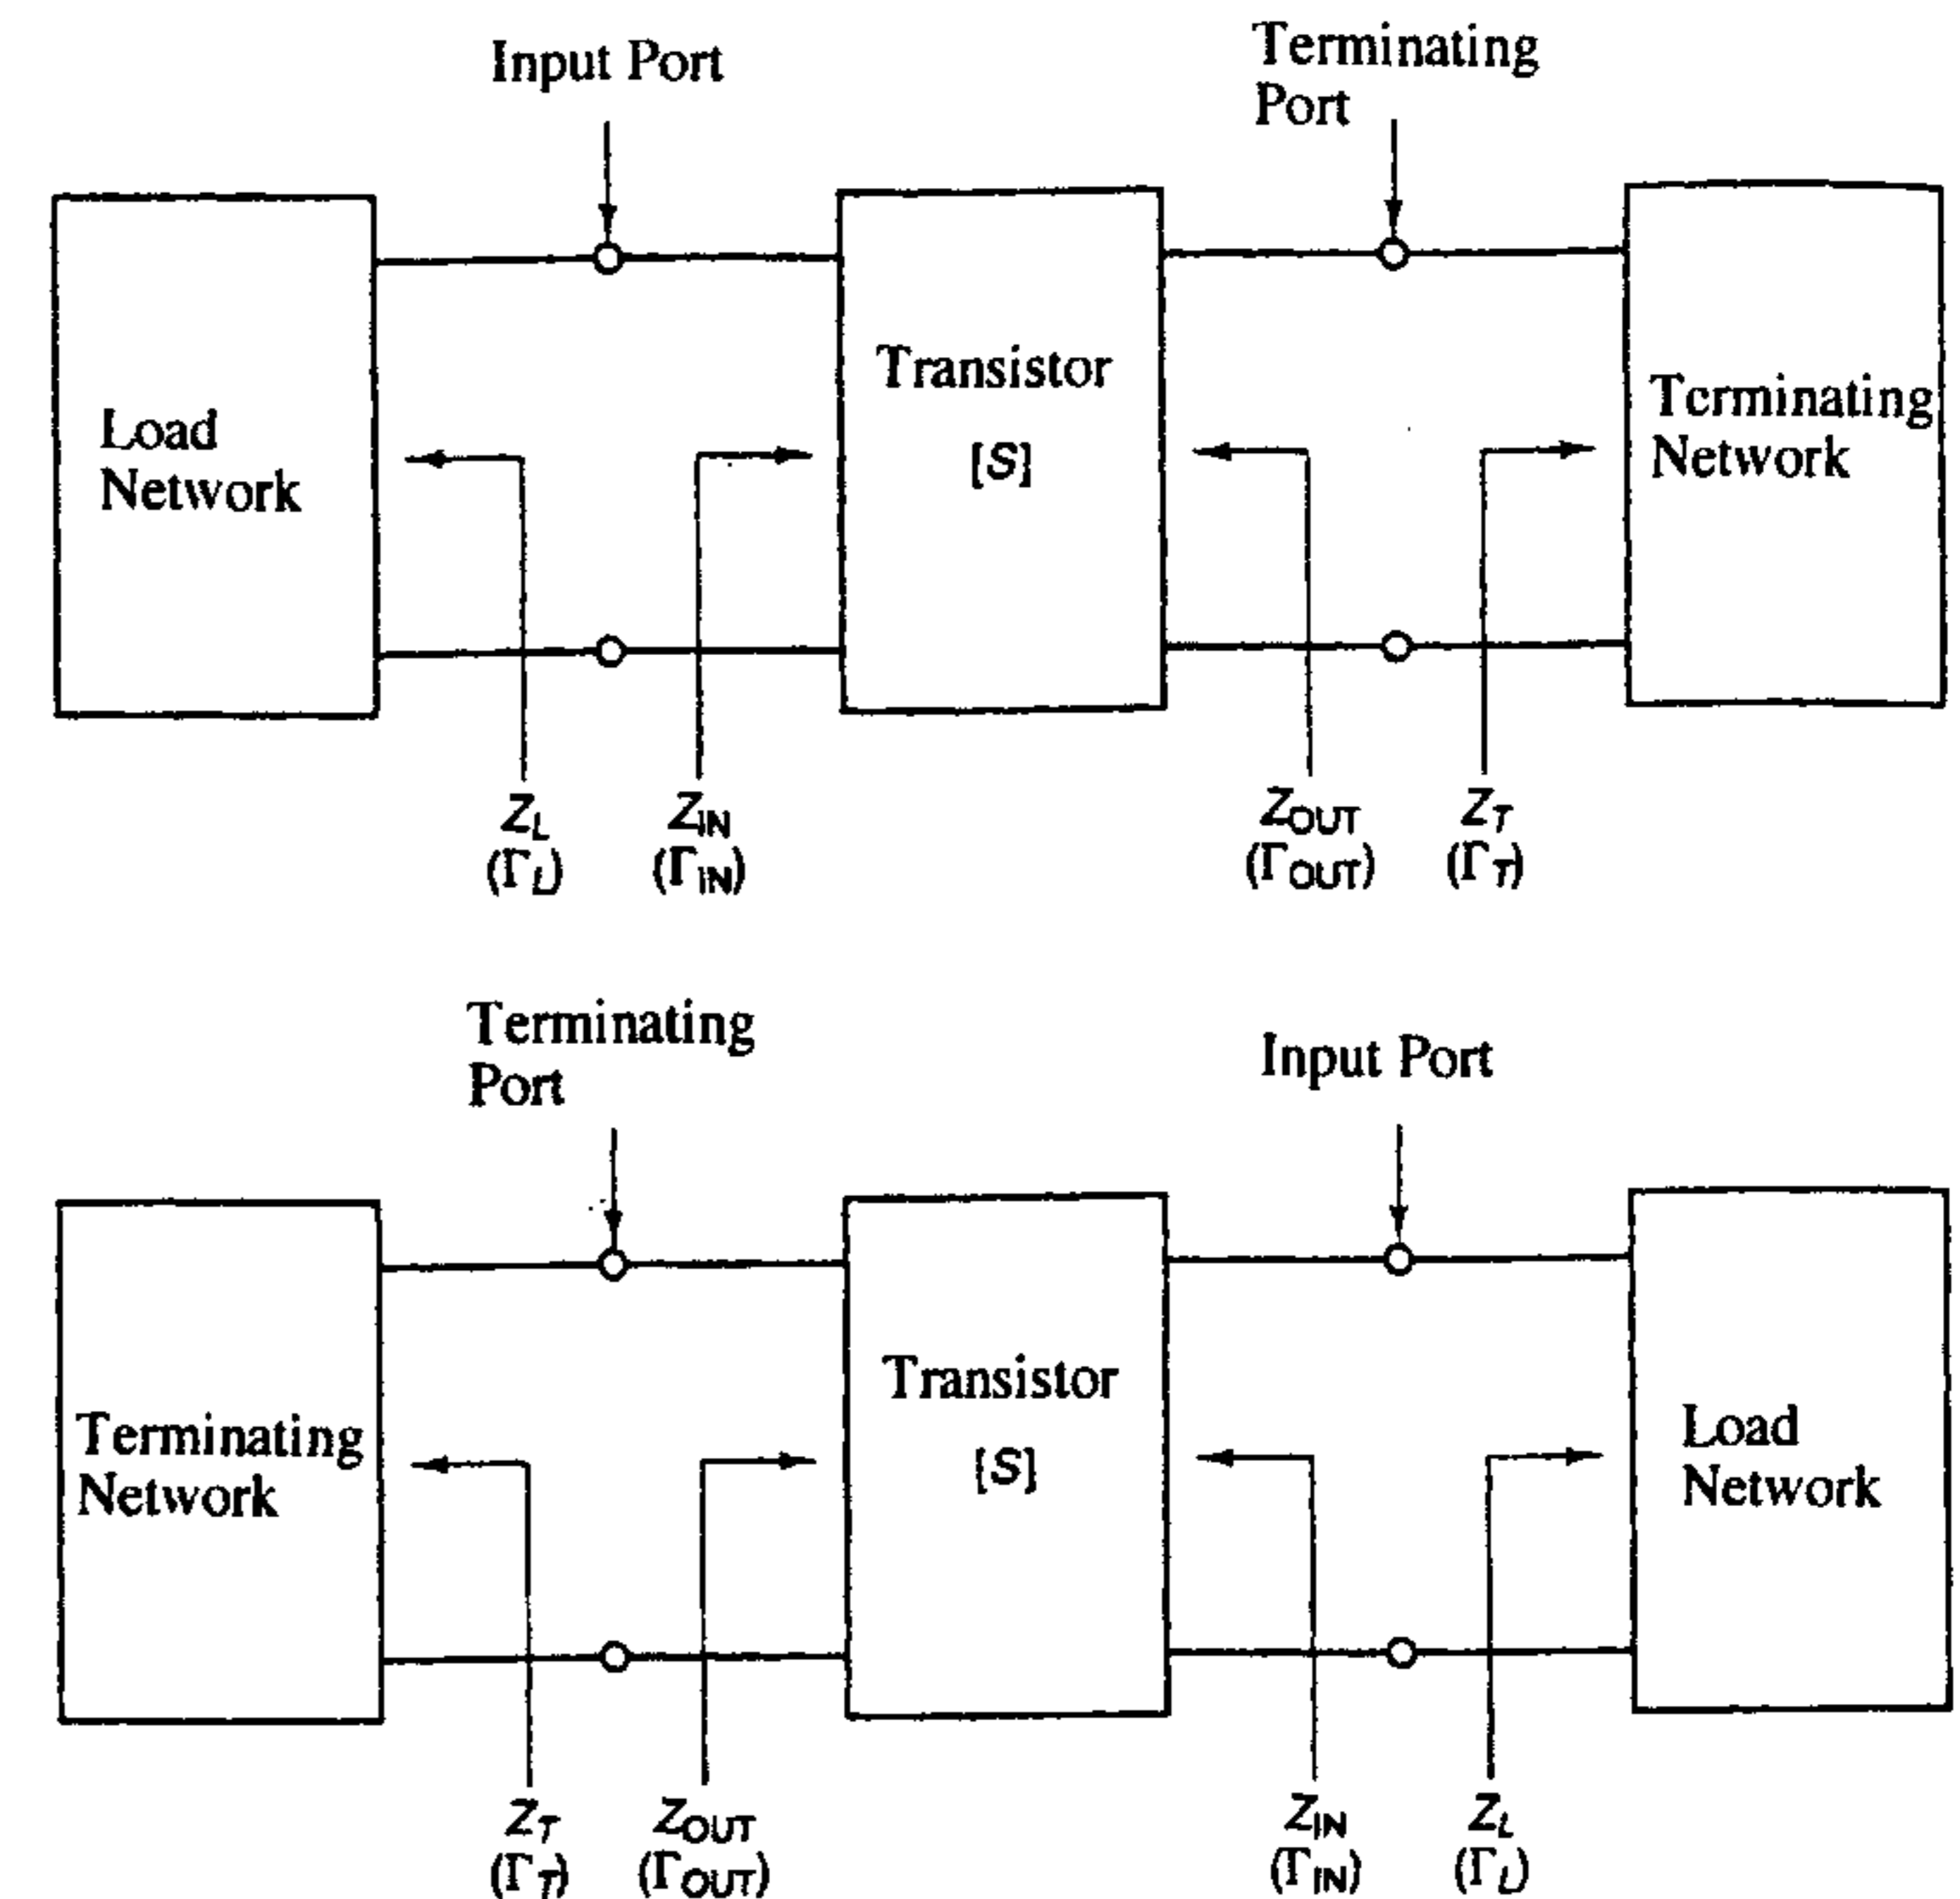 Input Port
Terminating
Port
Load
Network
Transistor
[S]
Terminating
Network
Z_L
(Γ_L)
Z_IN
(Γ_IN)
Z_OUT
(Γ_OUT)
Z_T
(Γ_T)
Terminating
Port
Input Port
Terminating
Network
Transistor
[S]
Load
Network
Z_T
(Γ_T)
Z_OUT
(Γ_OUT)
Z_IN
(Γ_IN)
Z_L
(Γ_L)